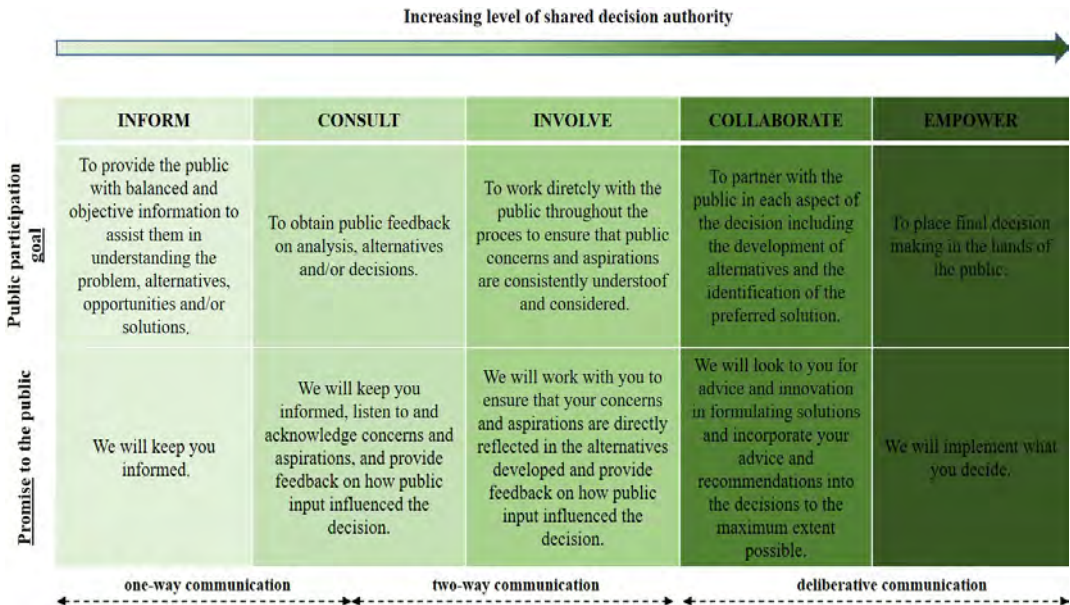 Increasing level of shared decision authority
INFORM
CONSULT
INVOLVE
COLLABORATE
EMPOWER
Public participation
goal
To provide the public
with balanced and
objective information to
assist them in
understanding the
problem, alternatives,
opportunities and/or
solutions.
To obtain public feedback
on analysis, alternatives
and/or decisions.
To work diretcly with the
public throughout the
proces to ensure that public
concerns and aspirations
are consistently understoof
and considered.
To partner with the
public in each aspect of
the decision including
the development of
alternatives and the
identification of the
preferred solution.
To place final decision
making in the hands of
the public.
Promise to the public
We will keep you
informed.
We will keep you
informed, listen to and
acknowledge concerns and
aspirations, and provide
feedback on how public
input influenced the
decision.
We will work with you to
ensure that your concerns
and aspirations are directly
reflected in the alternatives
developed and provide
feedback on how public
input influenced the
decision.
We will look to you for
advice and innovation
in formulating solutions
and incorporate your
advice and
recommendations into
the decisions to the
maximum extent
possible.
We will implement what
you decide.
one-way communication
two-way communication
deliberative communication